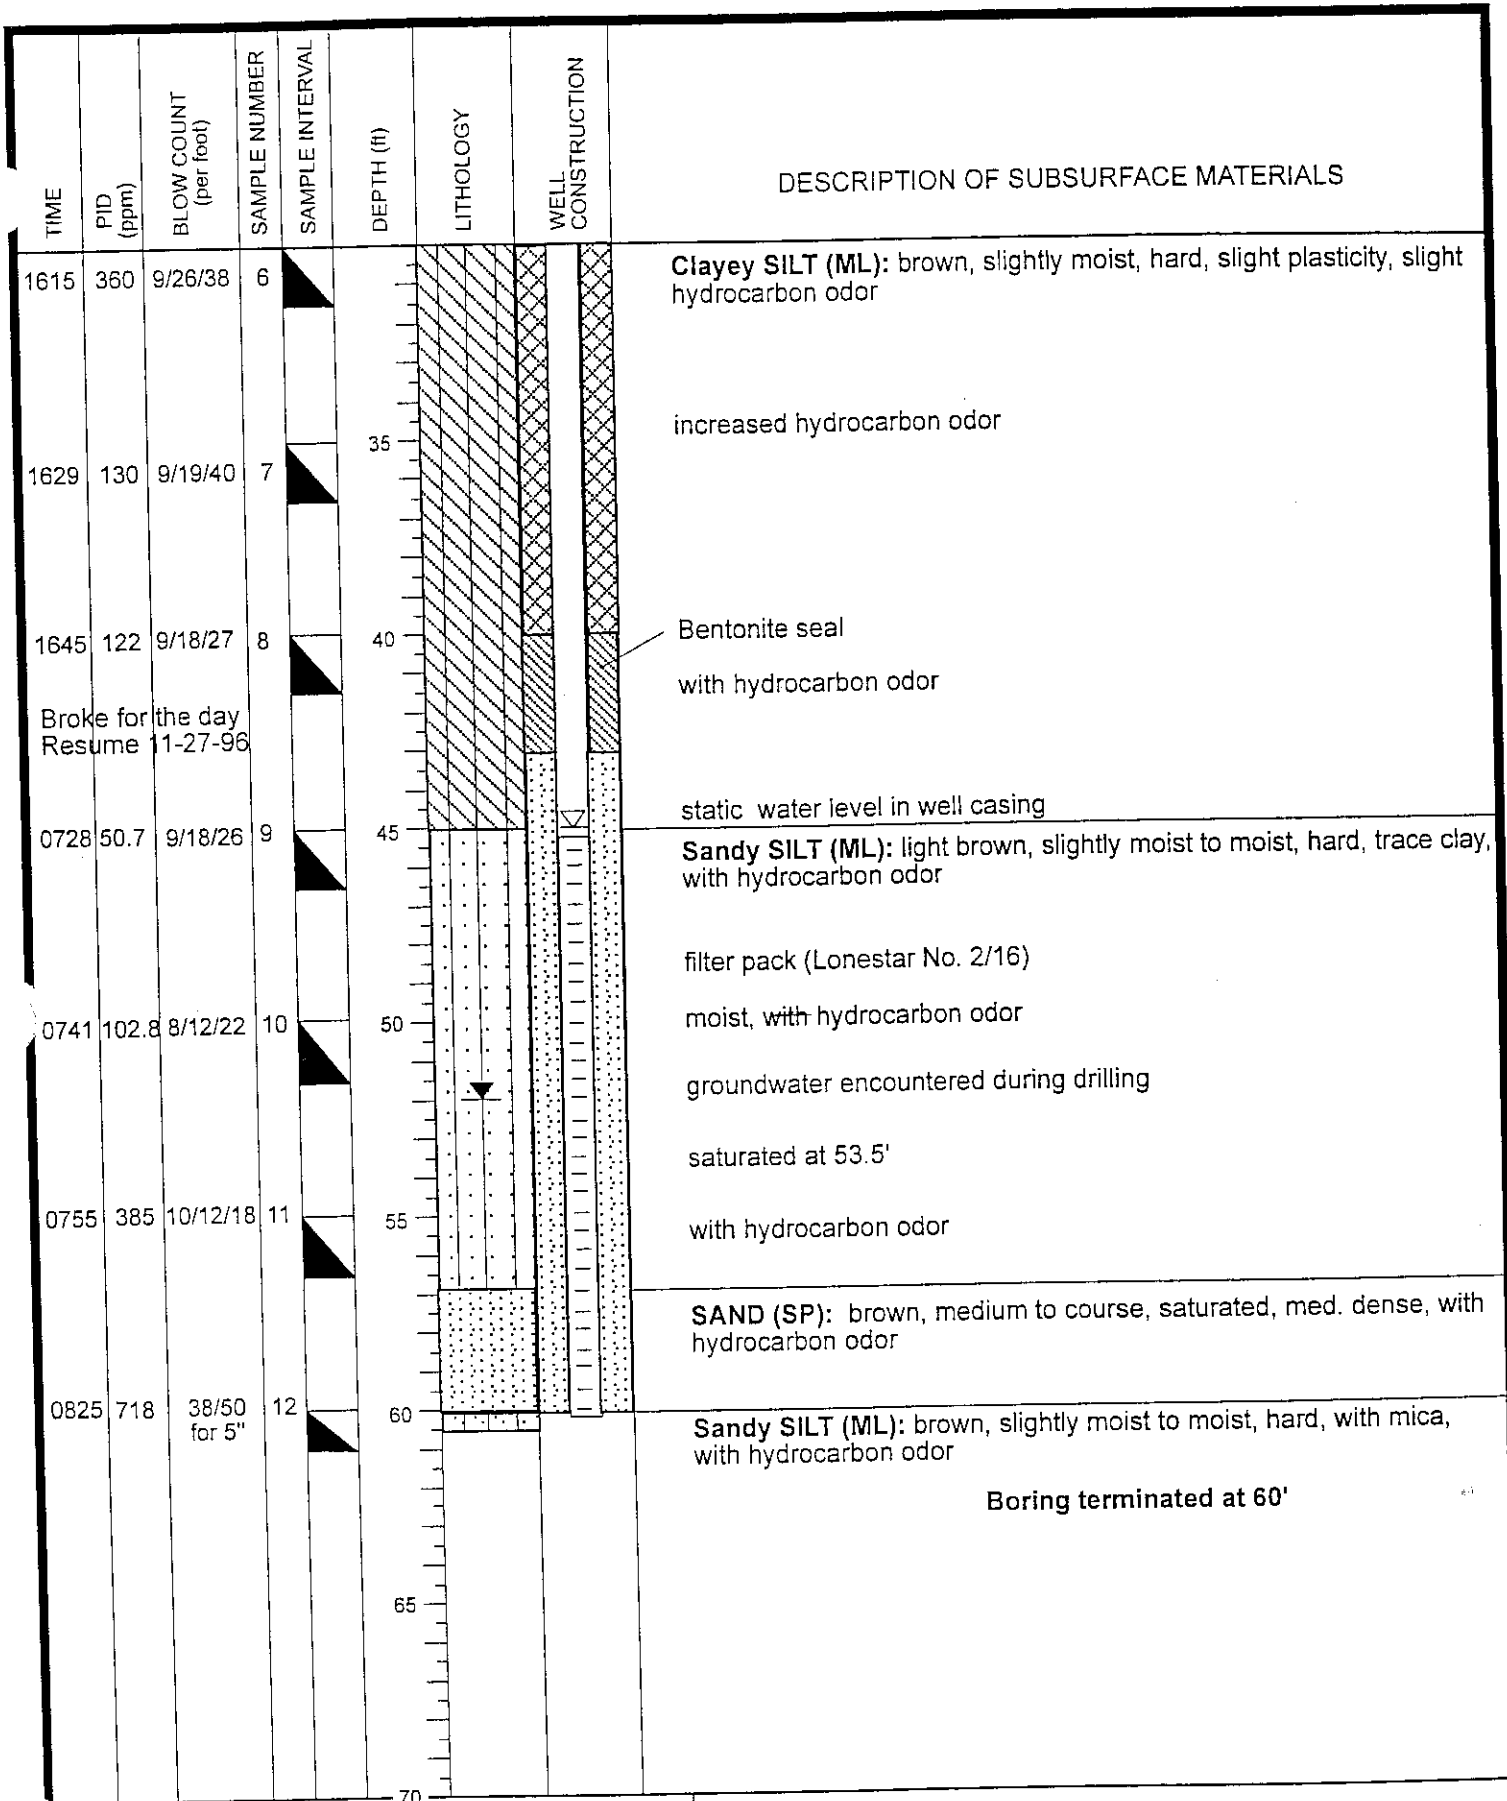 TIME
PID
(ppm)
BLOW COUNT
(per foot)
SAMPLE NUMBER
SAMPLE INTERVAL
DEPTH (ft)
LITHOLOGY
WELL
CONSTRUCTION
DESCRIPTION OF SUBSURFACE MATERIALS
1615 360 9/26/38 6
Clayey SILT (ML): brown, slightly moist, hard, slight plasticity, slight
hydrocarbon odor
increased hydrocarbon odor
35
1629 130 9/19/40 7
Bentonite seal
1645 122 9/18/27 8 40
with hydrocarbon odor
Broke for the day
Resume 11-27-96
static water level in well casing
0728 50.7 9/18/26 9 45
Sandy SILT (ML): light brown, slightly moist to moist, hard, trace clay,
with hydrocarbon odor
filter pack (Lonestar No. 2/16)
0741 102.8 8/12/22 10 50
moist, with hydrocarbon odor
groundwater encountered during drilling
saturated at 53.5'
0755 385 10/12/18 11 55
with hydrocarbon odor
SAND (SP): brown, medium to course, saturated, med. dense, with
hydrocarbon odor
0825 718 38/50 12 60
for 5"
Sandy SILT (ML): brown, slightly moist to moist, hard, with mica,
with hydrocarbon odor
Boring terminated at 60'
65
70